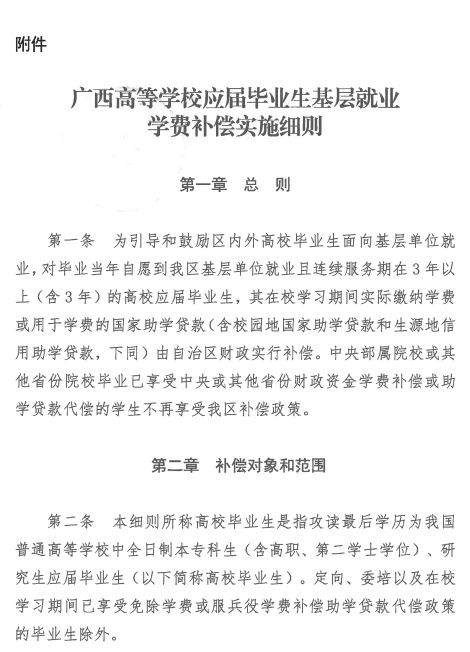 附件
广西高等学校应届毕业生基层就业
学费补偿实施细则
第一章 总 则
第一条 为引导和鼓励区内外高校毕业生面向基层单位就
业，对毕业当年自愿到我区基层单位就业且连续服务期在3年以
上（含3年）的高校应届毕业生，其在校学习期间实际缴纳学费
或用于学费的国家助学贷款（含校园地国家助学贷款和生源地信
用助学贷款，下同）由自治区财政实行补偿。中央部属院校或其
他省份院校毕业已享受中央或其他省份财政资金学费补偿或助
学贷款代偿的学生不再享受我区补偿政策。
第二章 补偿对象和范围
第二条 本细则所称高校毕业生是指攻读最后学历为我国
普通高等学校中全日制本专科生（含高职、第二学士学位）、研
究生应届毕业生（以下简称高校毕业生）。定向、委培以及在校
学习期间已享受免除学费或服兵役学费补偿助学贷款代偿政策
的毕业生除外。